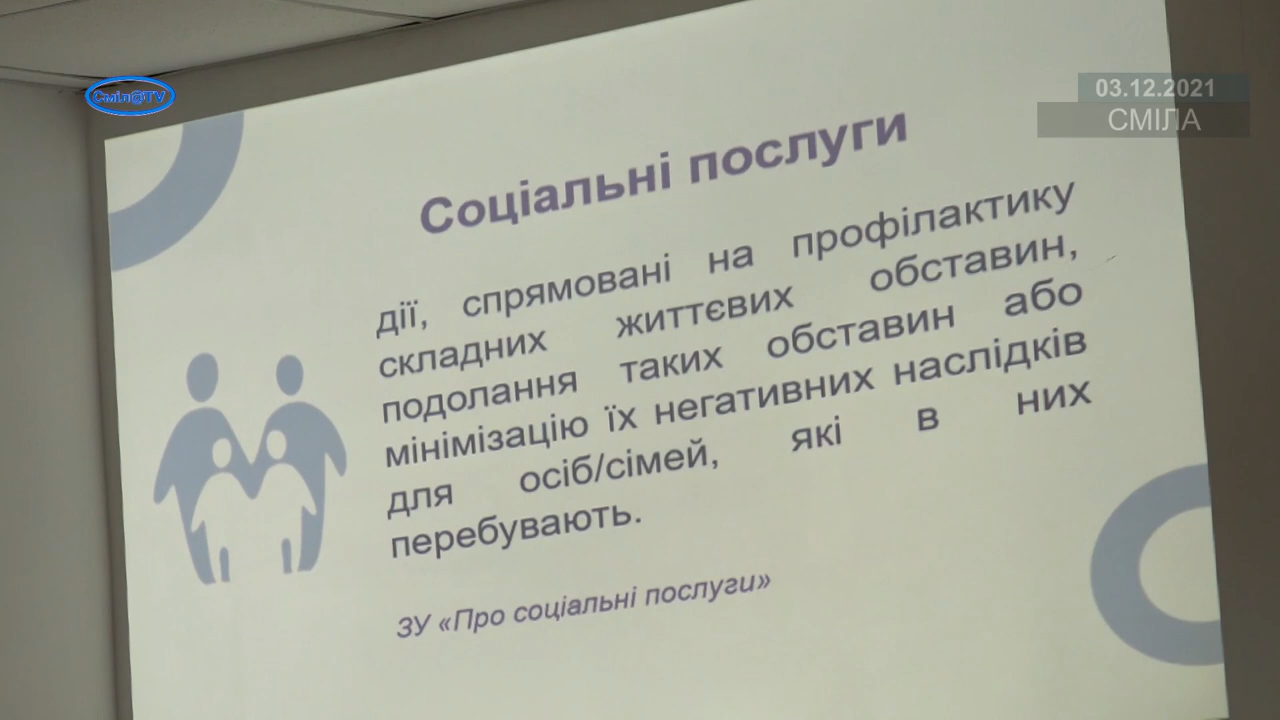 Сміл@TV
03.12.2021
СМІЛА
Соціальні послуги
дії, спрямовані на профілактику
складних життєвих обставин,
подолання таких обставин або
мінімізацію їх негативних наслідків
для осіб/сімей, які в них
перебувають.
ЗУ «Про соціальні послуги»